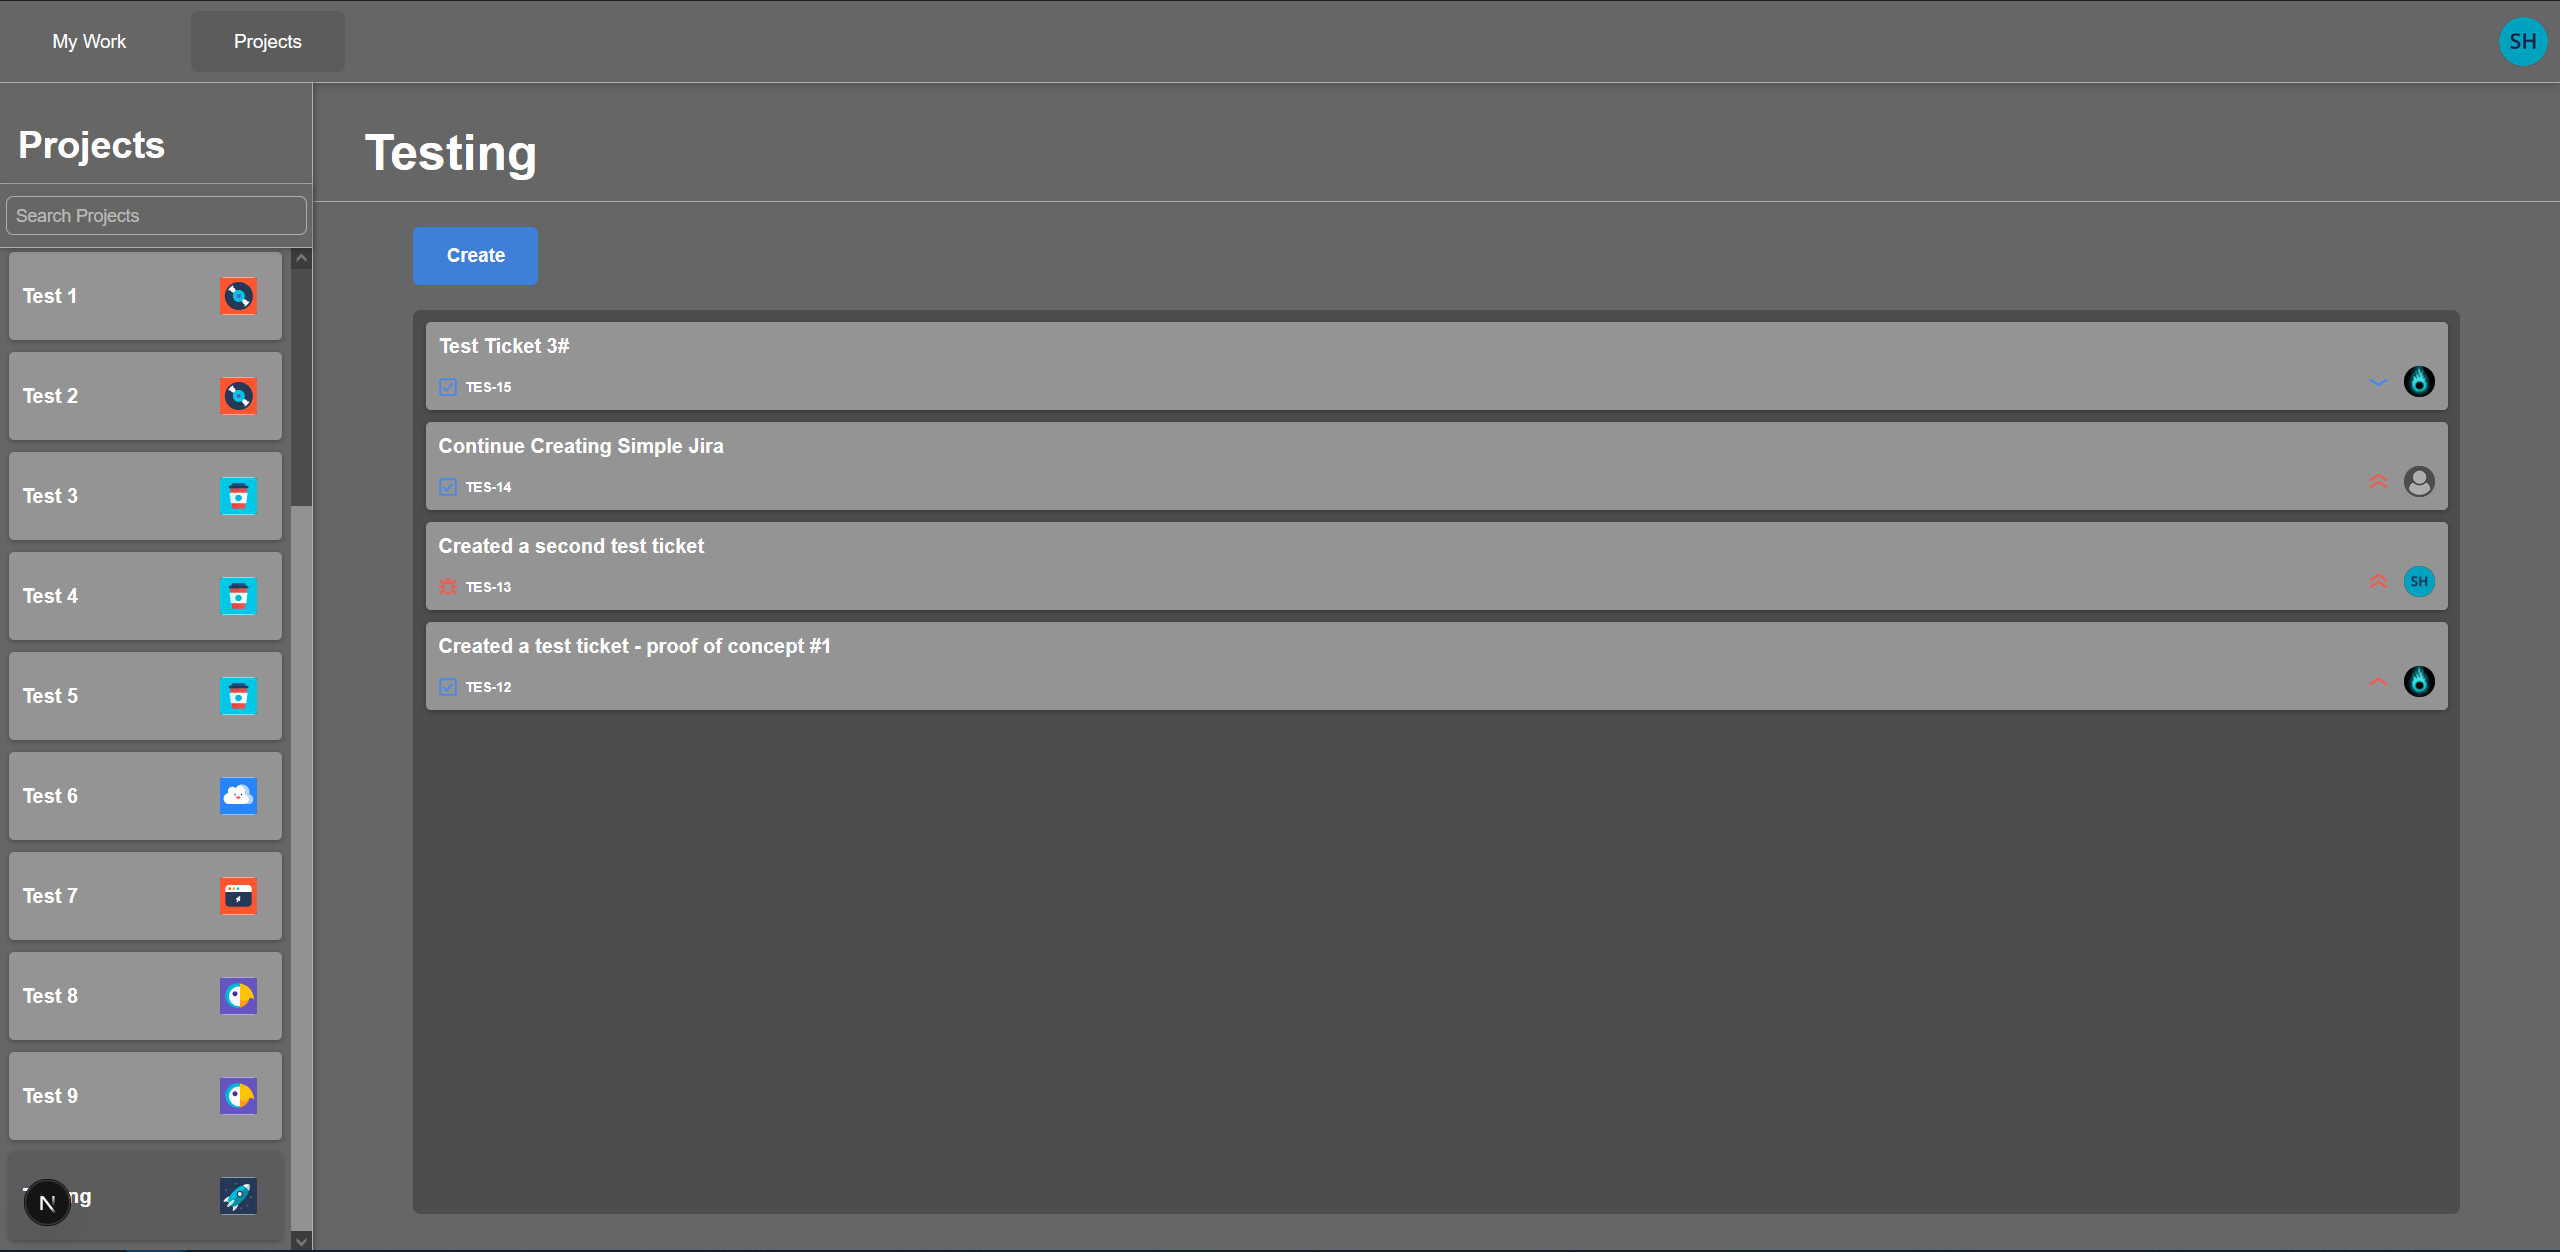 My Work
Projects
SH
Projects
Search Projects
Test 1
Test 2
Test 3
Test 4
Test 5
Test 6
Test 7
Test 8
Test 9
N
Testing
Create
Test Ticket 3#
TES-15
Continue Creating Simple Jira
TES-14
Created a second test ticket
TES-13
SH
Created a test ticket - proof of concept #1
TES-12